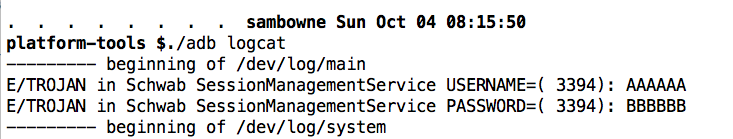 . . . . . . . . sambowne Sun Oct 04 08:15:50
platform-tools $./adb logcat
--------- beginning of /dev/log/main
E/TROJAN in Schwab SessionManagementService USERNAME=( 3394): AAAAAA
E/TROJAN in Schwab SessionManagementService PASSWORD=( 3394): BBBBBB
--------- beginning of /dev/log/system